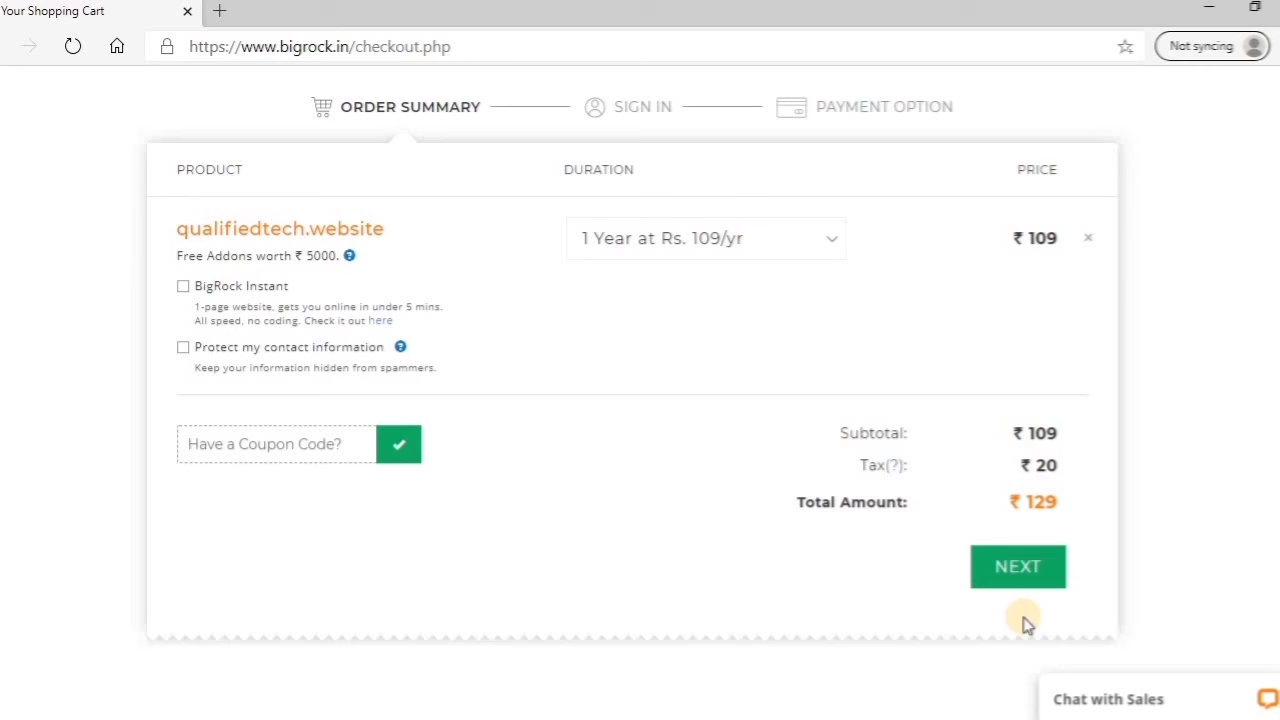 Your Shopping Cart
https://www.bigrock.in/checkout.php
Not syncing
ORDER SUMMARY SIGN IN PAYMENT OPTION
PRODUCT DURATION PRICE
qualifiedtech.website 1 Year at Rs. 109/yr ₹ 109
Free Addons worth ₹ 5000.
BigRock Instant
1-page website, gets you online in under 5 mins.
All speed, no coding. Check it out here
Protect my contact information
Keep your information hidden from spammers.
Have a Coupon Code?
Subtotal: ₹ 109
Tax(?): ₹ 20
Total Amount: ₹ 129
NEXT
Chat with Sales